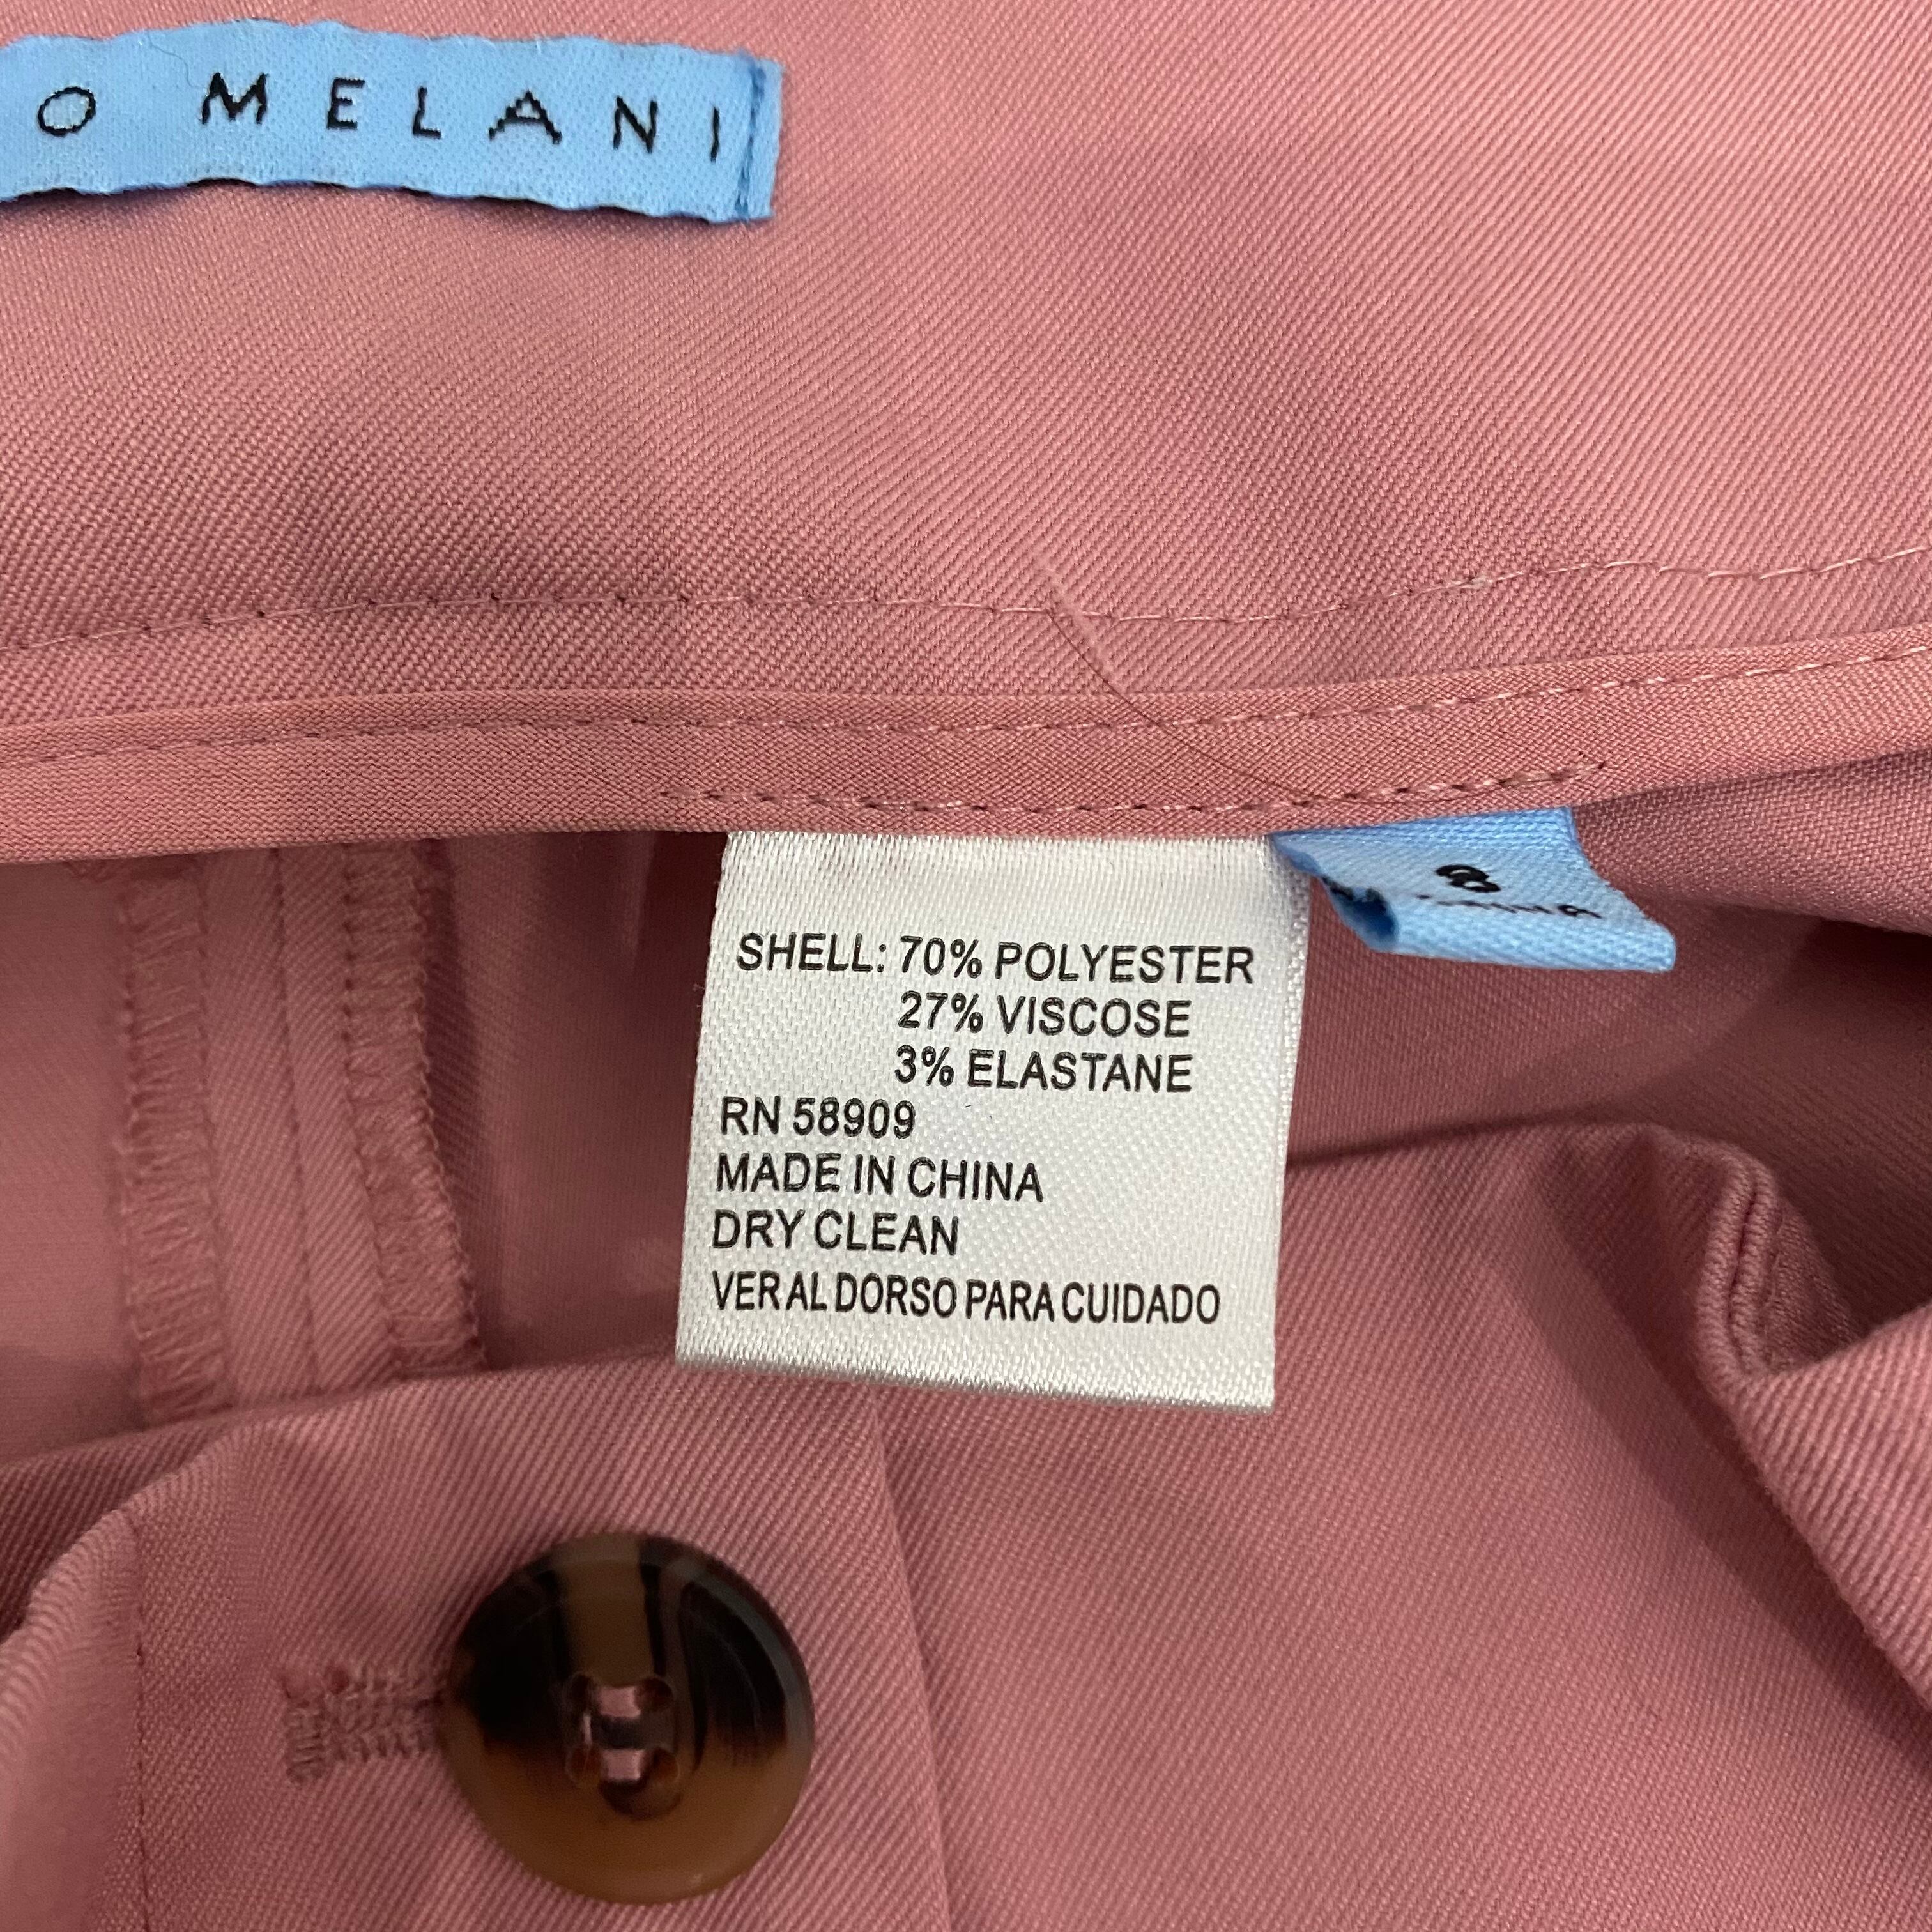 O MELANI
8
SHELL: 70% POLYESTER
27% VISCOSE
3% ELASTANE
RN 58909
MADE IN CHINA
DRY CLEAN
VER AL DORSO PARA CUIDADO